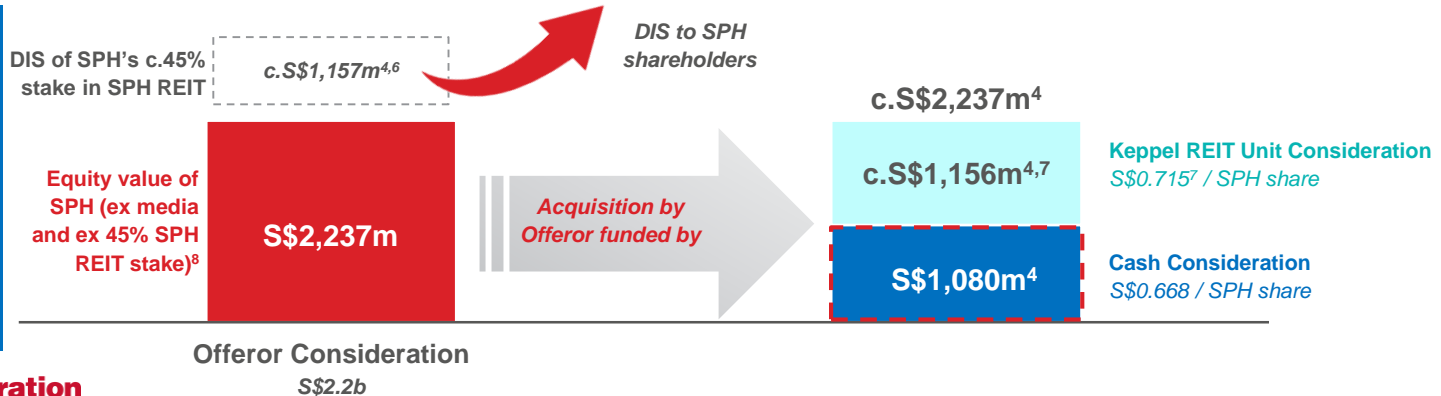 DIS of SPH's c.45%
stake in SPH REIT
c.S$1,157m4,6
DIS to SPH
shareholders
Equity value of
SPH (ex media
and ex 45% SPH
REIT stake)8
S$2,237m
Acquisition by
Offeror funded by
c.S$2,237m4
c.S$1,156m4,7
Keppel REIT Unit Consideration
S$0.7157 / SPH share
S$1,080m4
Cash Consideration
S$0.668 / SPH share
Offeror Consideration
S$2.2b
ration